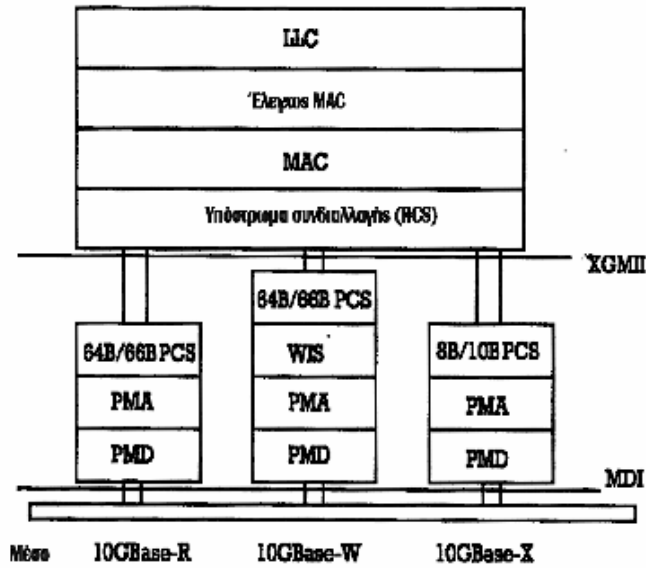 LLC
Έλεγχος MAC
MAC
Υπόστρωμα συνδιαλλαγής (RCS)
XGMII
64B/66B PCS
64B/66B PCS
WIS
8B/10B PCS
PMA
PMA
PMA
PMD
PMD
PMD
MDI
Μέσο 10GBase-R 10GBase-W 10GBase-X